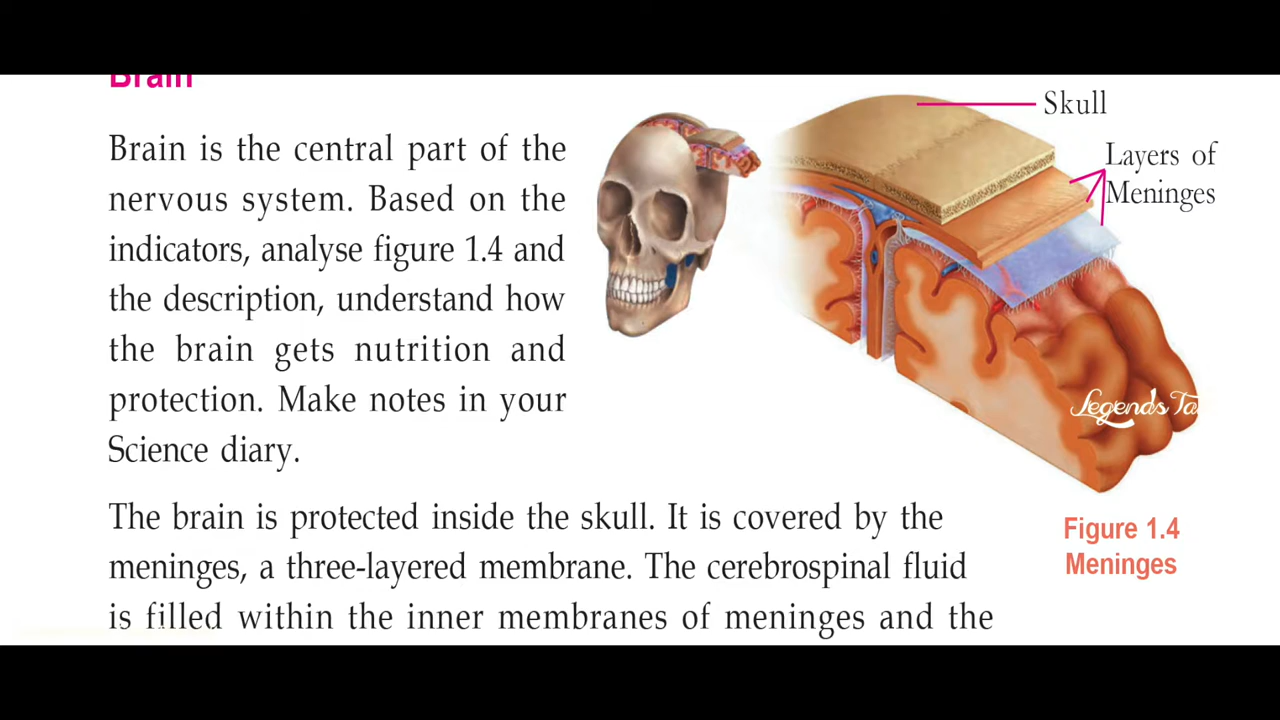 Brain
Brain is the central part of the
nervous system. Based on the
indicators, analyse figure 1.4 and
the description, understand how
the brain gets nutrition and
protection. Make notes in your
Science diary.
Skull
Layers of
Meninges
Legends Ta
Figure 1.4
Meninges
The brain is protected inside the skull. It is covered by the
meninges, a three-layered membrane. The cerebrospinal fluid
is filled within the inner membranes of meninges and the